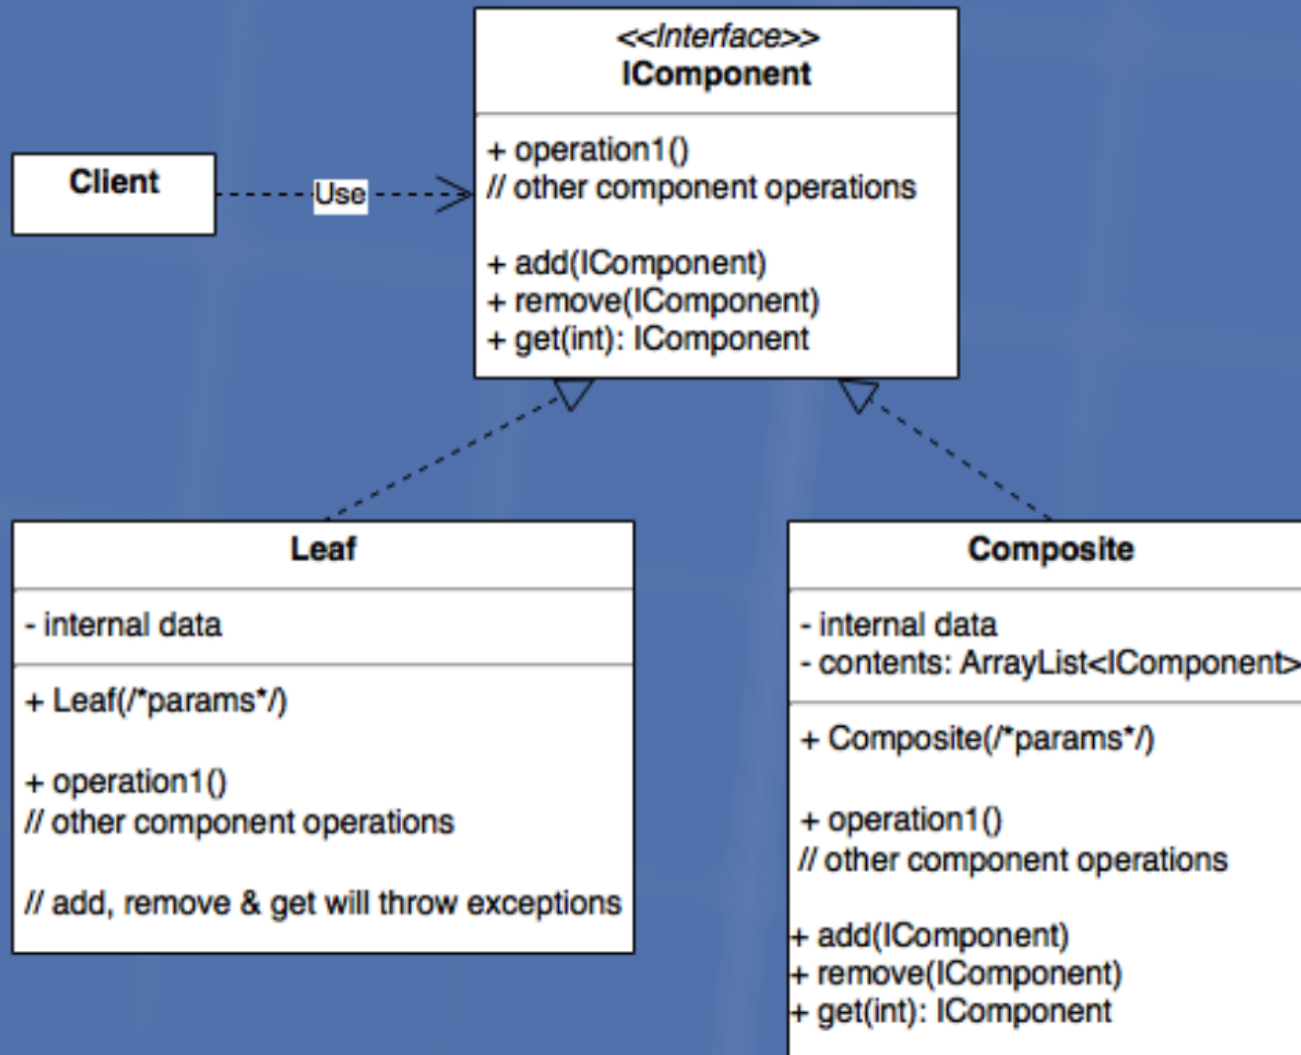 <<Interface>>
IComponent
+ operation1()
// other component operations
+ add(IComponent)
+ remove(IComponent)
+ get(int): IComponent
Client
Use
Leaf
- internal data
+ Leaf(/*params*/)
+ operation1()
// other component operations
// add, remove & get will throw exceptions
Composite
- internal data
- contents: ArrayList<IComponent>
+ Composite(/*params*/)
+ operation1()
// other component operations
+ add(IComponent)
+ remove(IComponent)
+ get(int): IComponent